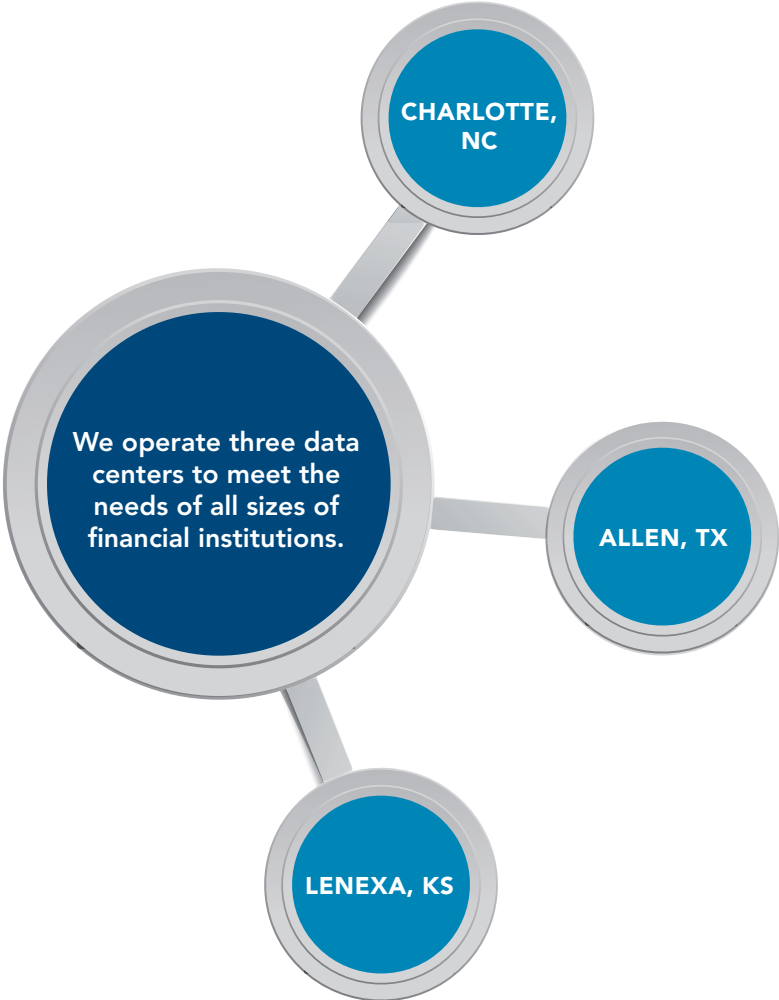 CHARLOTTE,
NC
We operate three data
centers to meet the
needs of all sizes of
financial institutions.
ALLEN, TX
LENEXA, KS